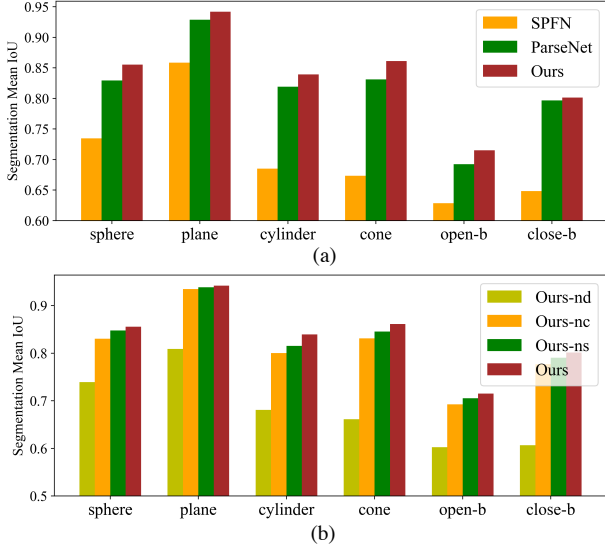 0.95
0.90
0.85
0.80
0.75
0.70
0.65
0.60
Segmentation Mean IoU
SPFN
ParseNet
Ours
sphere plane cylinder cone open-b close-b
(a)
0.9
0.8
0.7
0.6
0.5
Segmentation Mean IoU
Ours-nd
Ours-nc
Ours-ns
Ours
sphere plane cylinder cone open-b close-b
(b)